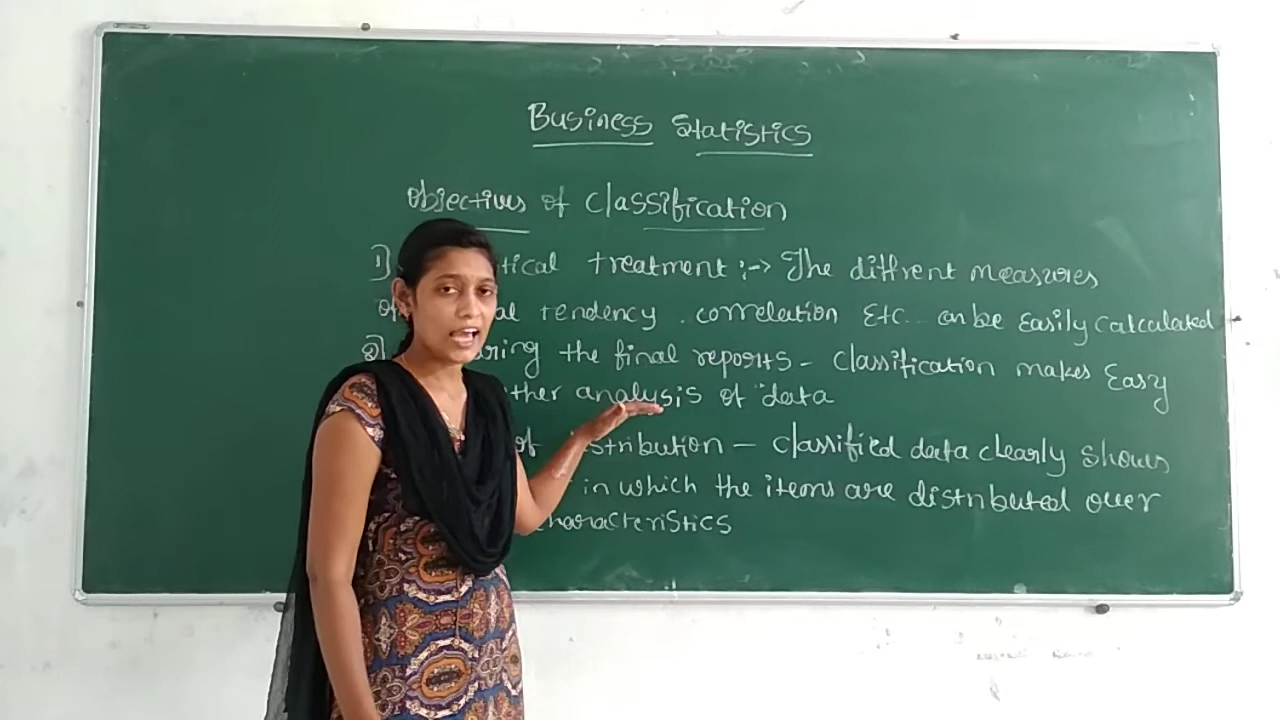 Business Statistics
Objectives of classification
1) tical treatment :-> The diffrent measures
of al tendency . correlation Etc.. can be Easily calculated
2) ring the final reports - classification makes Easy
ther analysis of data
of stribution - classified data clearly shows
in which the items are distributed over
characteristics